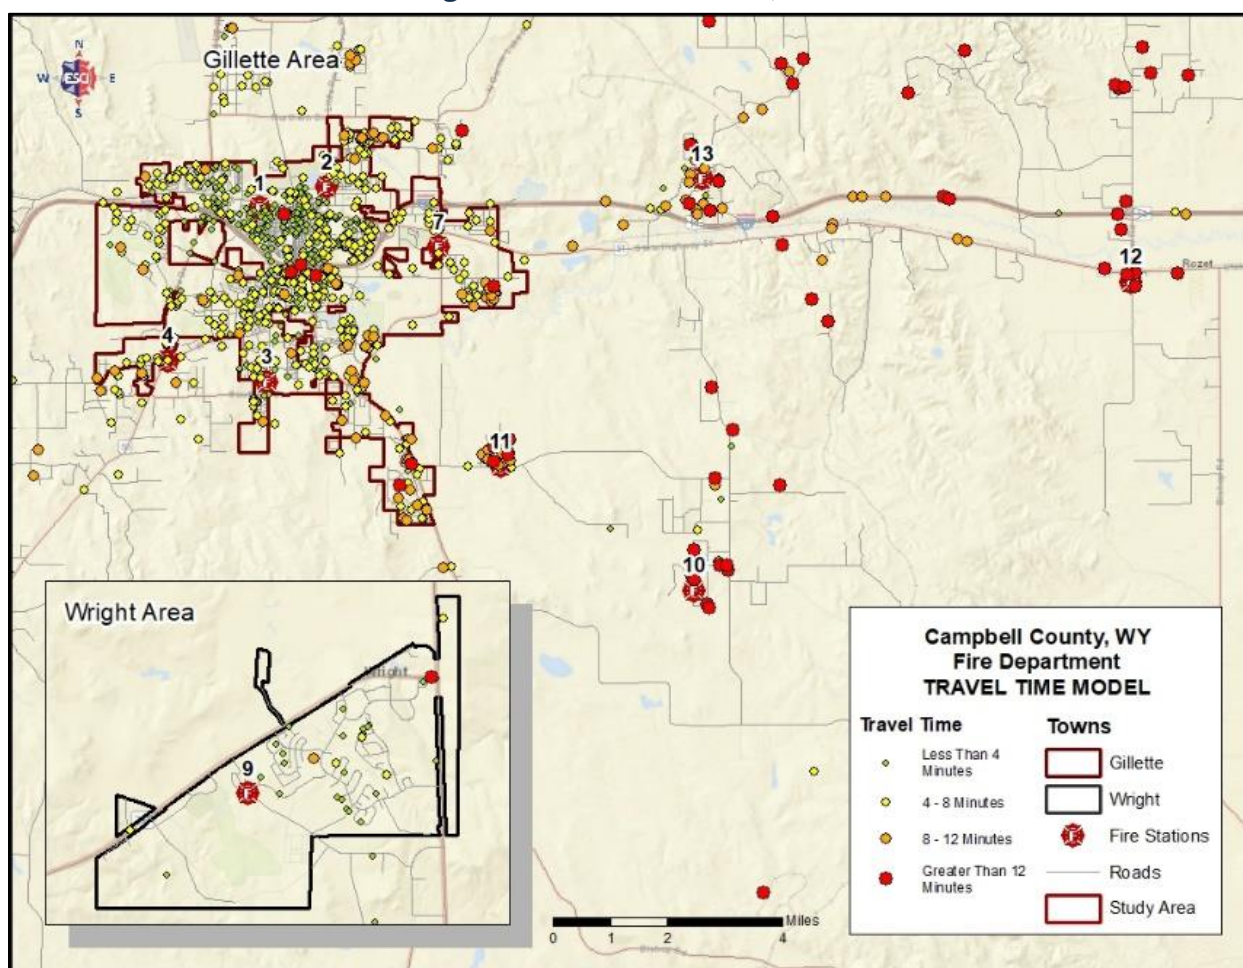 N
W
ESCI
E
S
Gillette Area
13
2
1
7
12
Rozet
4
3
11
10
Wright Area
Wright
9
Campbell County, WY
Fire Department
TRAVEL TIME MODEL
Travel Time
Less Than 4
Minutes
4 - 8 Minutes
8 - 12 Minutes
Greater Than 12
Minutes
Towns
Gillette
Wright
Fire Stations
Roads
Study Area
Miles
0 1 2 4